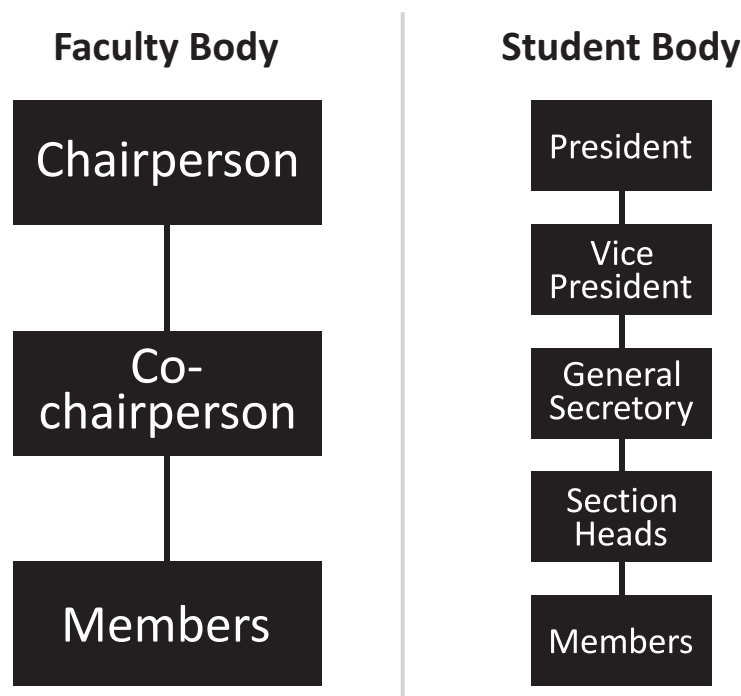 Faculty Body
Chairperson
Co-
chairperson
Members
Student Body
President
Vice
President
General
Secretory
Section
Heads
Members